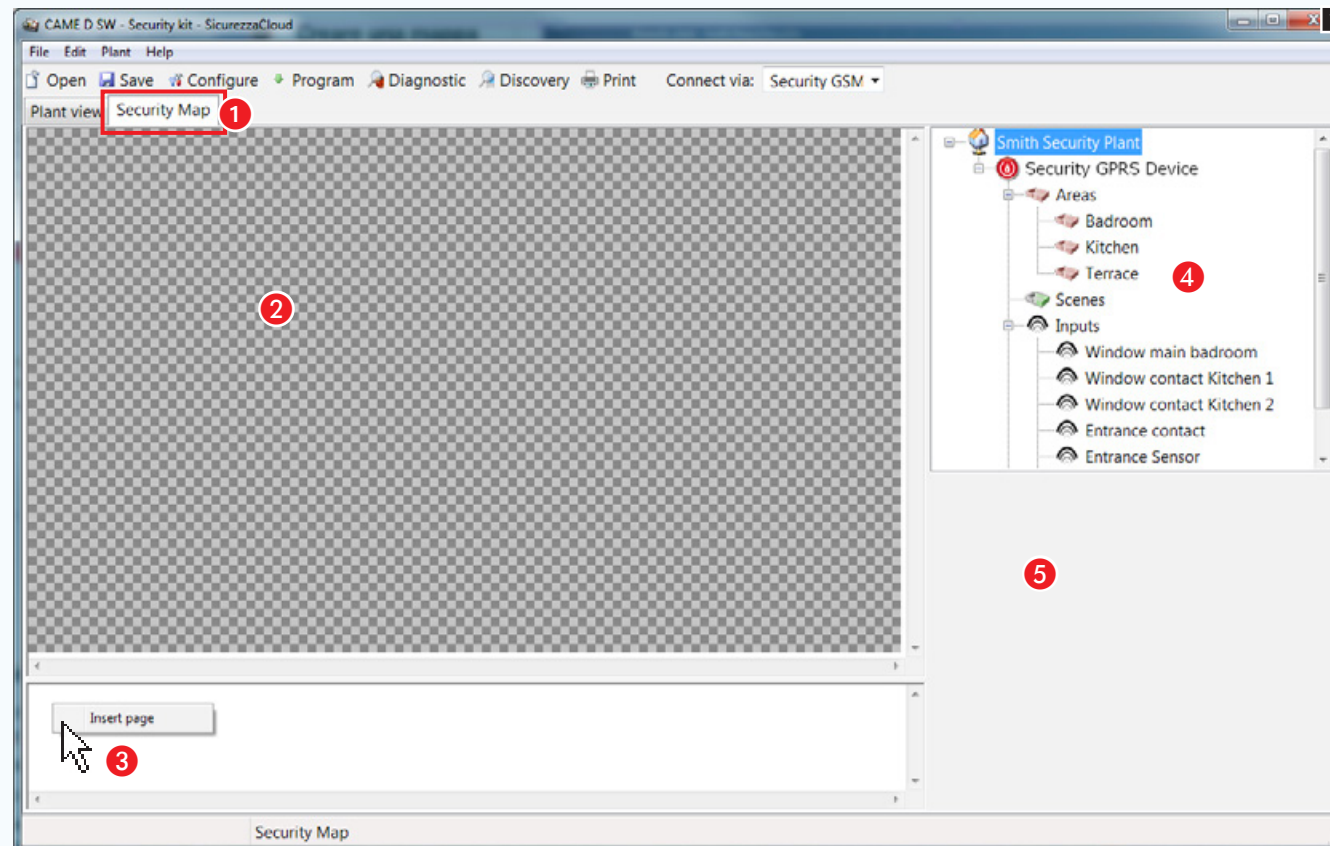 CAME D SW - Security kit - SicurezzaCloud
File Edit Plant Help
Open Save Configure Program Diagnostic Discovery Print Connect via: Security GSM
Plant view Security Map 1
Smith Security Plant
Security GPRS Device
Areas
Badroom
Kitchen
Terrace
4
Scenes
2
Inputs
Window main badroom
Window contact Kitchen 1
Window contact Kitchen 2
Entrance contact
Entrance Sensor
5
Insert page
3
Security Map